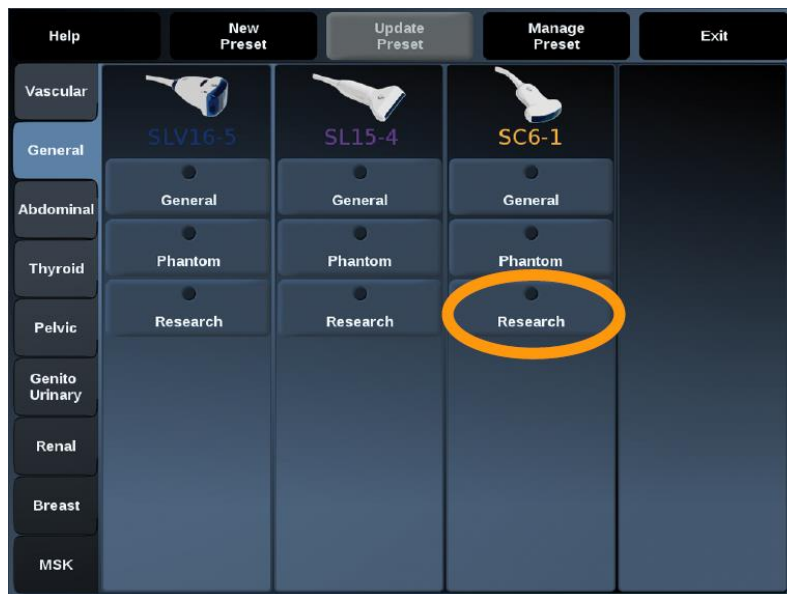 Help
New
Preset
Update
Preset
Manage
Preset
Exit
Vascular
General
Abdominal
Thyroid
Pelvic
Genito
Urinary
Renal
Breast
MSK
SLV16-5
SL15-4
SC6-1
General
General
General
Phantom
Phantom
Phantom
Research
Research
Research